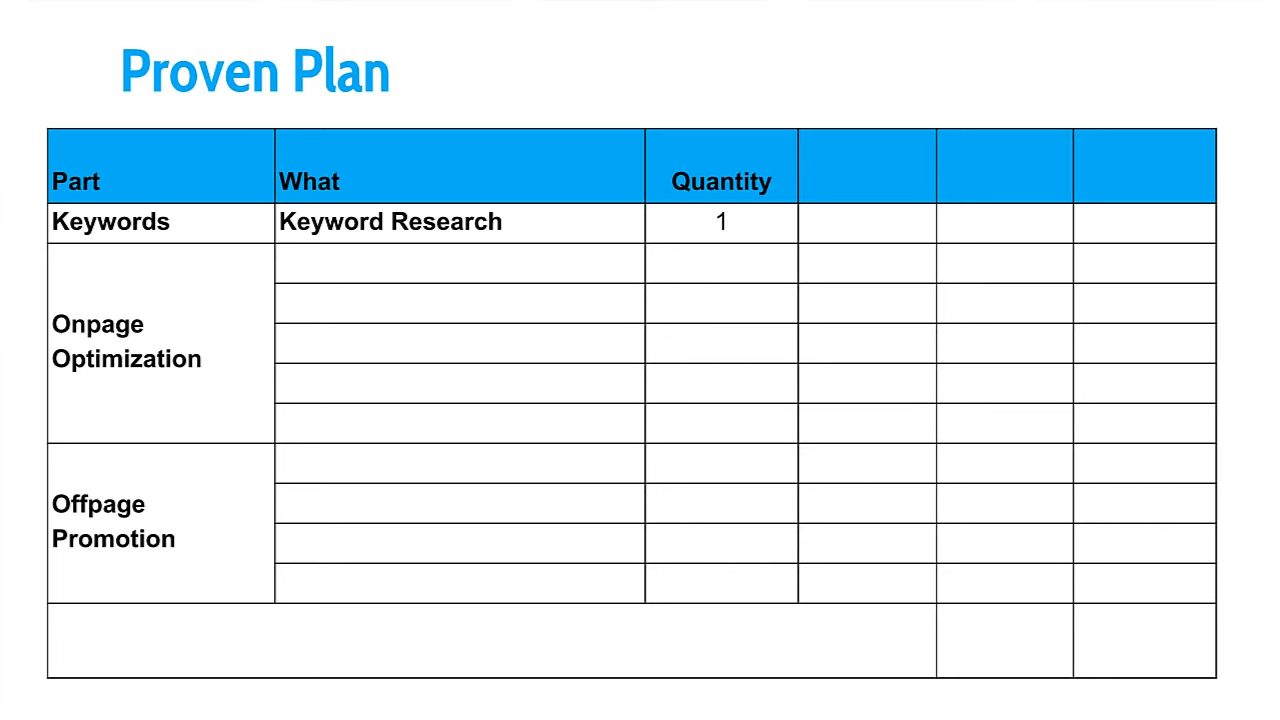 Proven Plan
Part What Quantity
Keywords Keyword Research 1
Onpage
Optimization
Offpage
Promotion